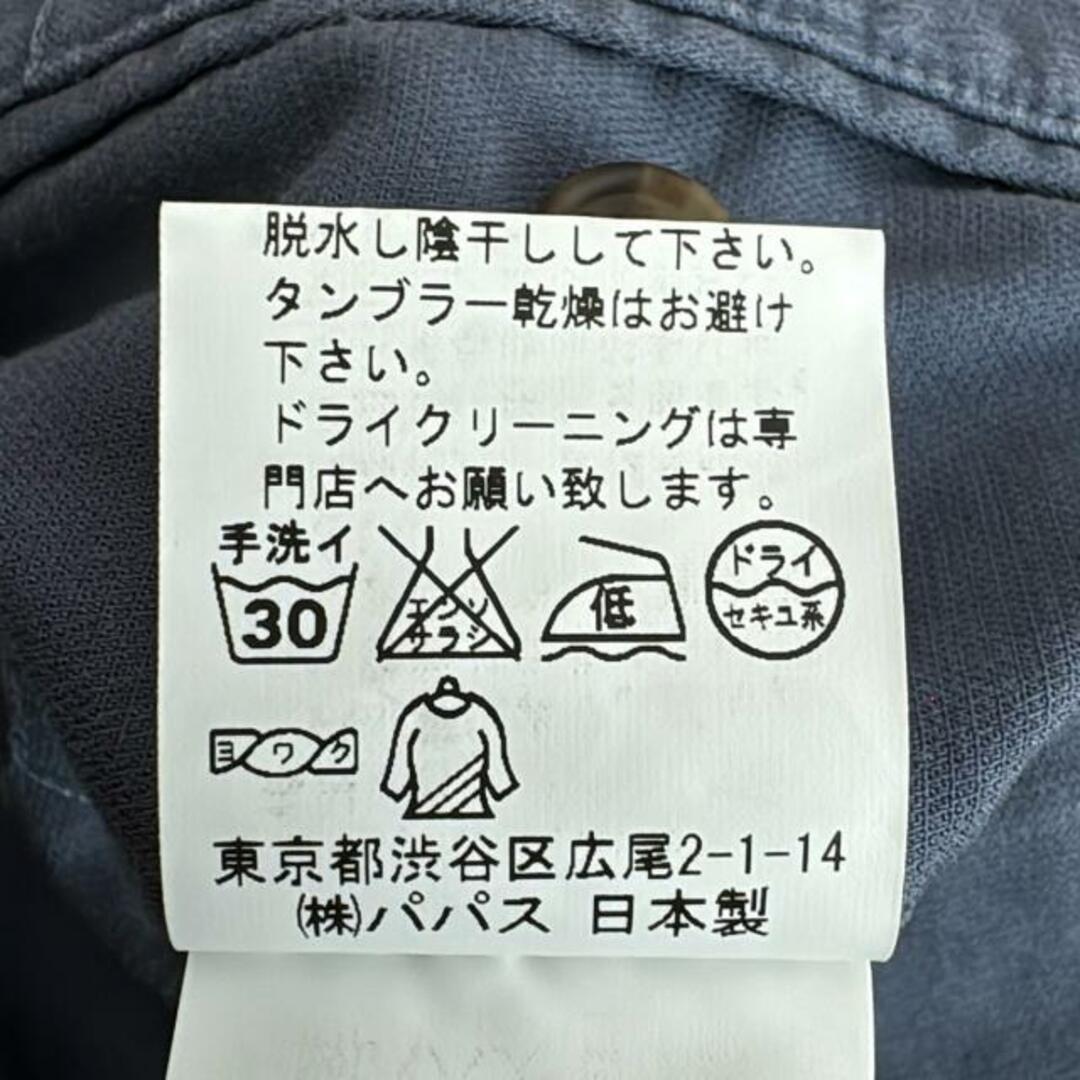 脱水し陰干しして下さい。
タンブラー乾燥はお避け
下さい。
ドライクリーニングは専
門店へお願い致します。
手洗イ
30
エンソ
サラシ
低
ドライ
セキユ系
ヨワク
東京都渋谷区広尾2-1-14
㈱パパス 日本製